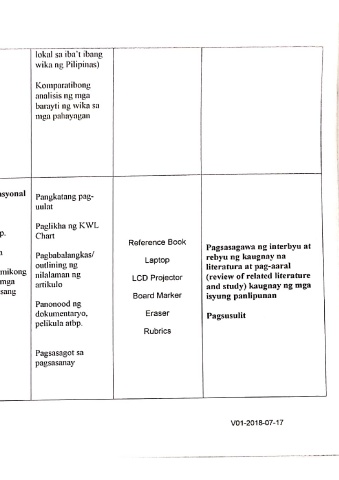 lokal sa iba't ibang
wika ng Pilipinas)
Komparatibong
analisis ng mga
barayti ng wika sa
mga pahayagan
asyonal
p.
a
mikong
mga
sang
Pangkatang pag-
uulat
Paglikha ng KWL
Chart
Pagbabalangkas/
outlining ng
nilalaman ng
artikulo
Panonood ng
dokumentaryo,
pelikula atbp.
Pagsasagot sa
pagsasanay
Reference Book
Laptop
LCD Projector
Board Marker
Eraser
Rubrics
Pagsasagawa ng interbyu at
rebyu ng kaugnay na
literatura at pag-aaral
(review of related literature
and study) kaugnay ng mga
isyung panlipunan
Pagsusulit
V01-2018-07-17